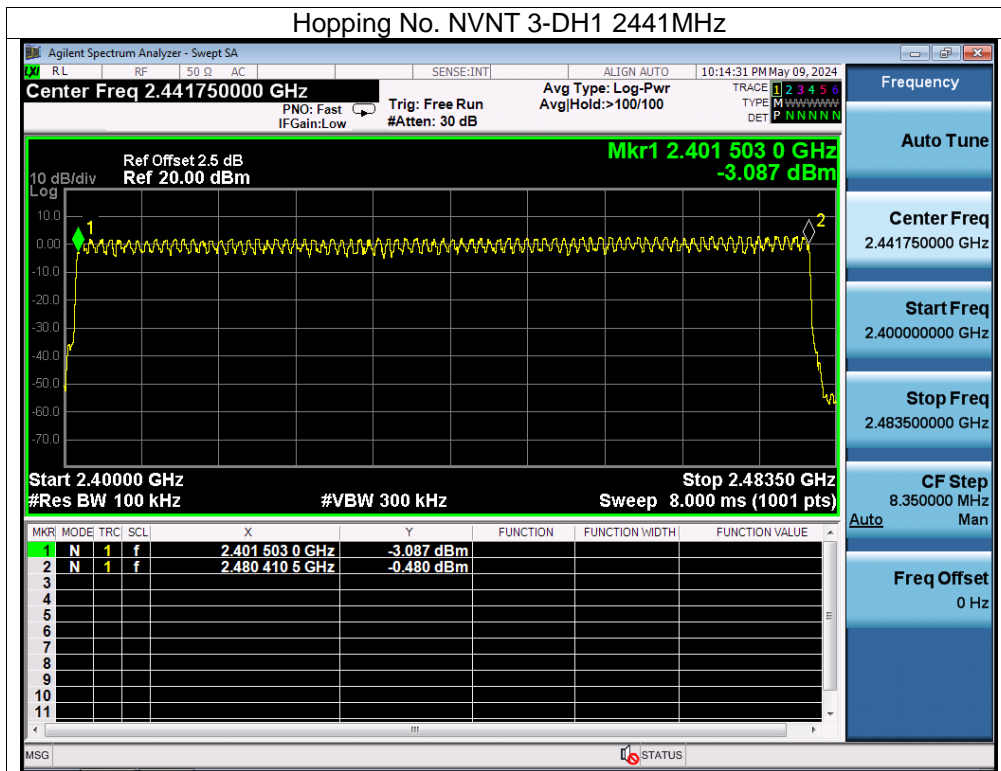 Hopping No. NVNT 3-DH1 2441MHz
Agilent Spectrum Analyzer - Swept SA
LXI RL RF 50 Ω AC SENSE:INT ALIGN AUTO 10:14:31 PM May 09, 2024
Center Freq 2.441750000 GHz
PNO: Fast
IFGain:Low
Trig: Free Run
#Atten: 30 dB
Avg Type: Log-Pwr
Avg|Hold:>100/100
TRACE 1 2 3 4 5 6
TYPE M W W W W W
DET P N N N N N
Frequency
Mkr1 2.401 503 0 GHz
-3.087 dBm
Ref Offset 2.5 dB
Ref 20.00 dBm
10 dB/div
Log
10.0
0.00
-10.0
-20.0
-30.0
-40.0
-50.0
-60.0
-70.0
1
2
Start 2.40000 GHz
Stop 2.48350 GHz
#Res BW 100 kHz
#VBW 300 kHz
Sweep 8.000 ms (1001 pts)
MKR MODE TRC SCL X Y FUNCTION FUNCTION WIDTH FUNCTION VALUE
1 N 1 f 2.401 503 0 GHz -3.087 dBm
2 N 1 f 2.480 410 5 GHz -0.480 dBm
3
4
5
6
7
8
9
10
11
MSG
STATUS
Auto Tune
Center Freq
2.441750000 GHz
Start Freq
2.400000000 GHz
Stop Freq
2.483500000 GHz
CF Step
8.350000 MHz
Auto Man
Freq Offset
0 Hz